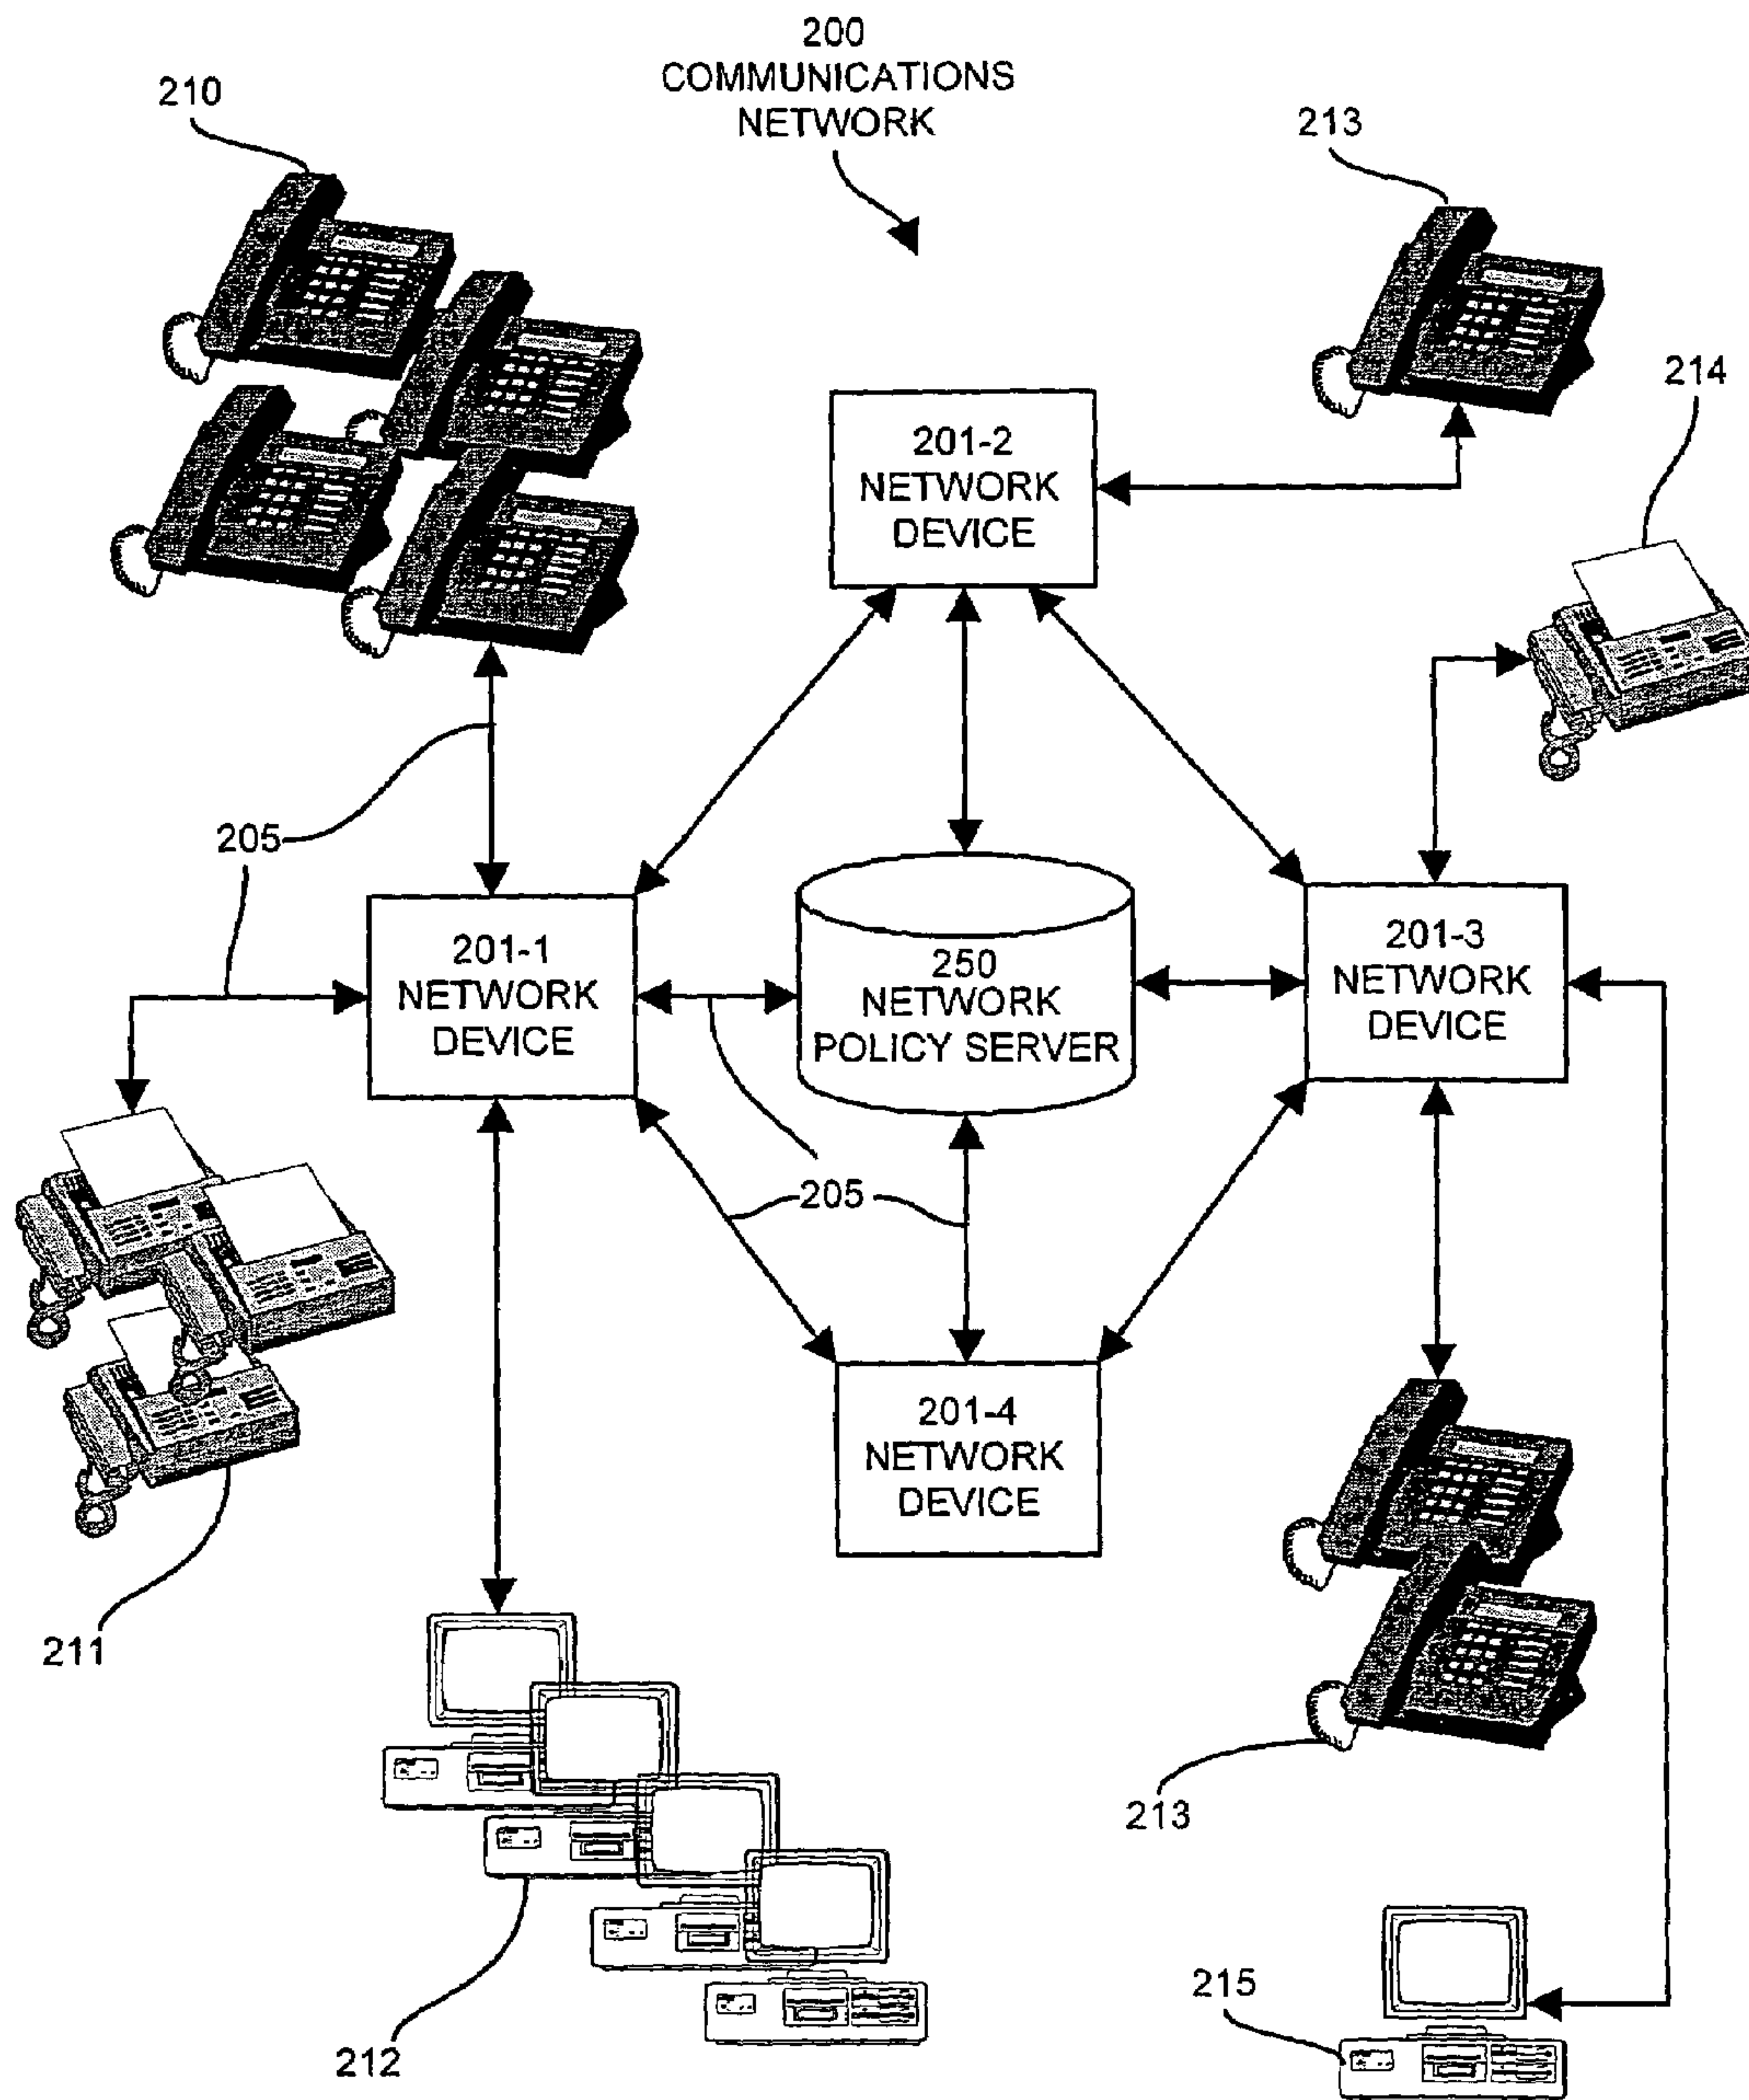 200
COMMUNICATIONS
NETWORK
210
213
214
201-2
NETWORK
DEVICE
205
201-1
NETWORK
DEVICE
250
NETWORK
POLICY SERVER
201-3
NETWORK
DEVICE
205
201-4
NETWORK
DEVICE
211
213
212
215